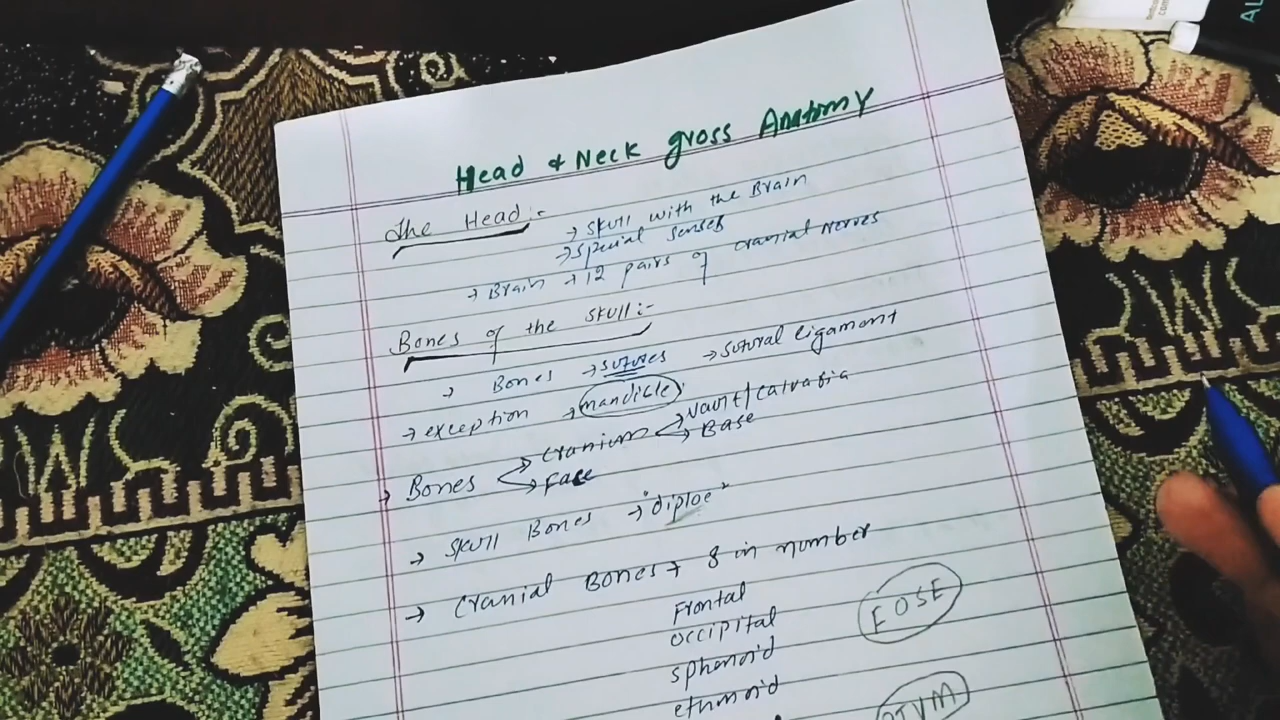 Head & Neck gross Anatomy
The Head :-
→ Skull with the Brain
→ special senses
→ Brain → 12 pairs of cranial Nerves
Bones of the skull :-
→ Bones → sutures → sutural ligament
→ exception → mandible
→ Bones → cranium → vault/calvaria
→ Base
→ Face
→ Skull Bones → "diploe"
→ Cranial Bones → 8 in number
Frontal
occipital
sphenoid
ethmoid
FOSE
AL